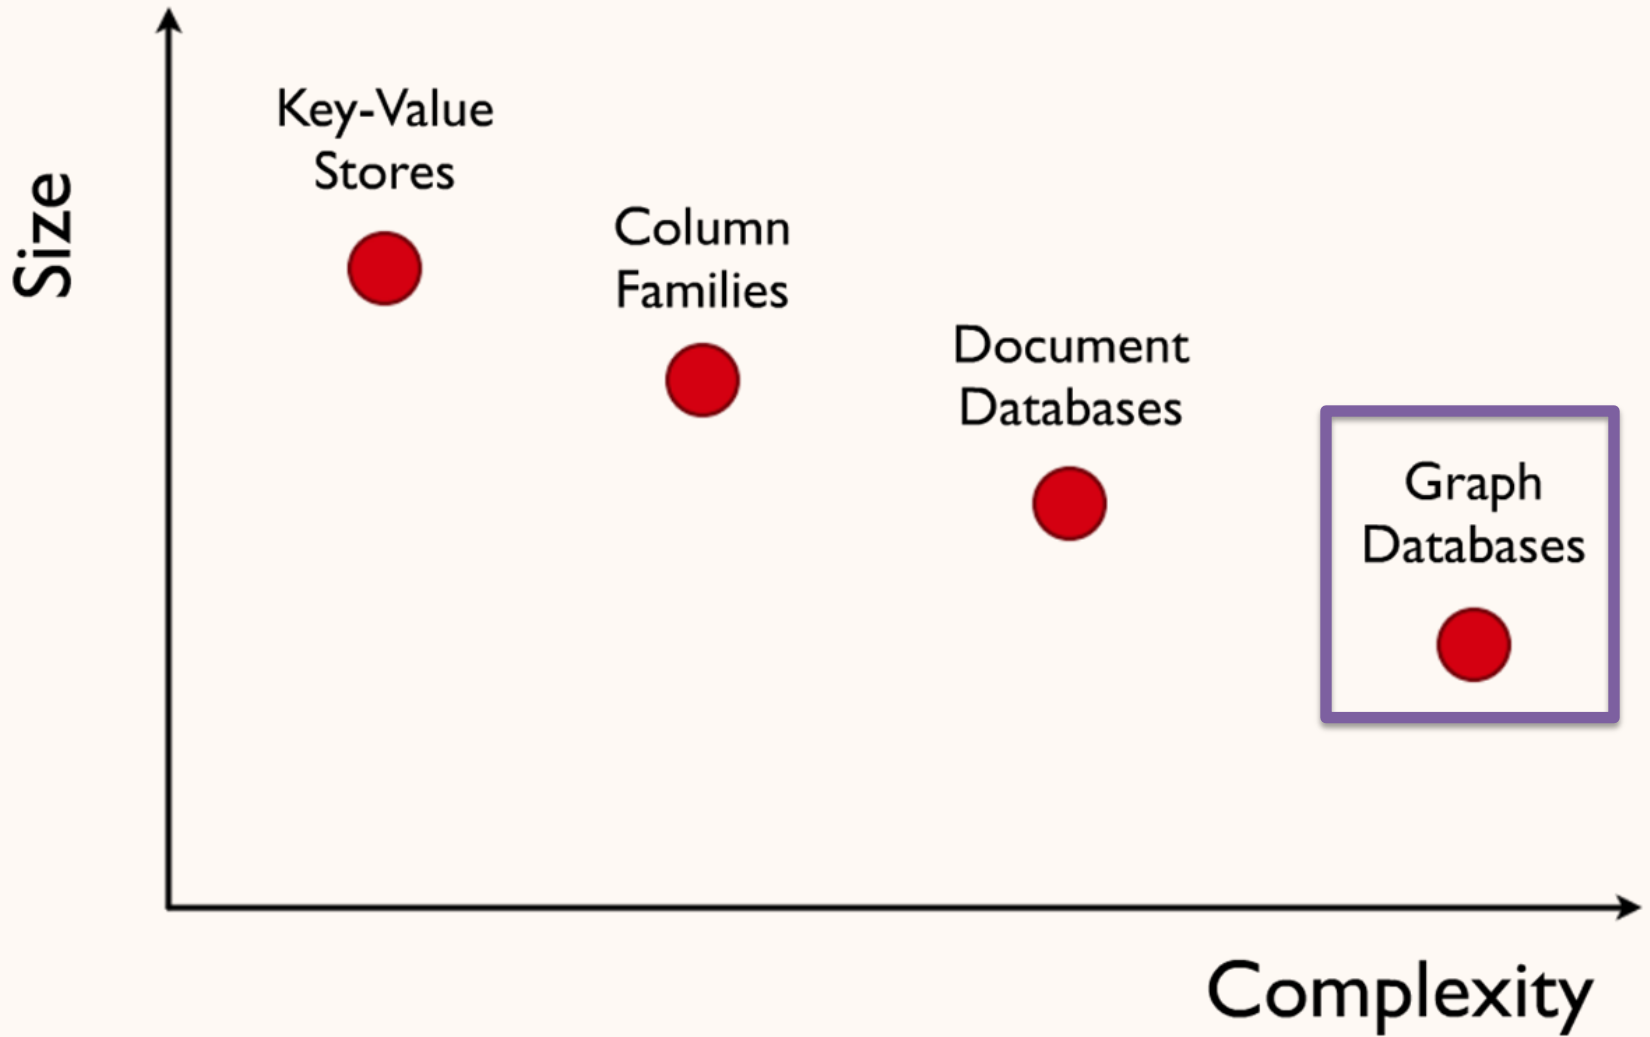 Size
Key-Value
Stores
Column
Families
Document
Databases
Graph
Databases
Complexity